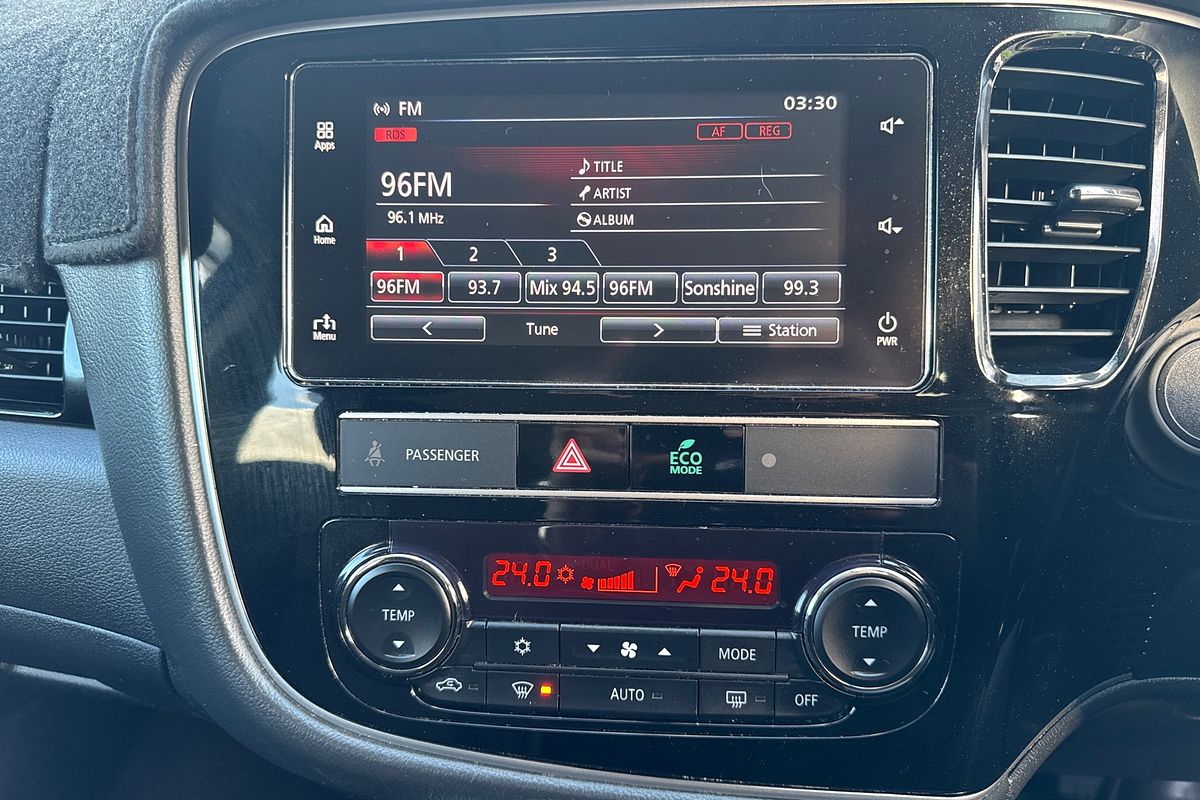 FM
03:30
Apps
RDS
AF
REG
TITLE
96FM
ARTIST
96.1 MHz
ALBUM
Home
1
2
3
96FM
93.7
Mix 94.5
96FM
Sonshine
99.3
Menu
Tune
Station
PWR
PASSENGER
ECO
MODE
24.0
24.0
TEMP
TEMP
MODE
AUTO
OFF